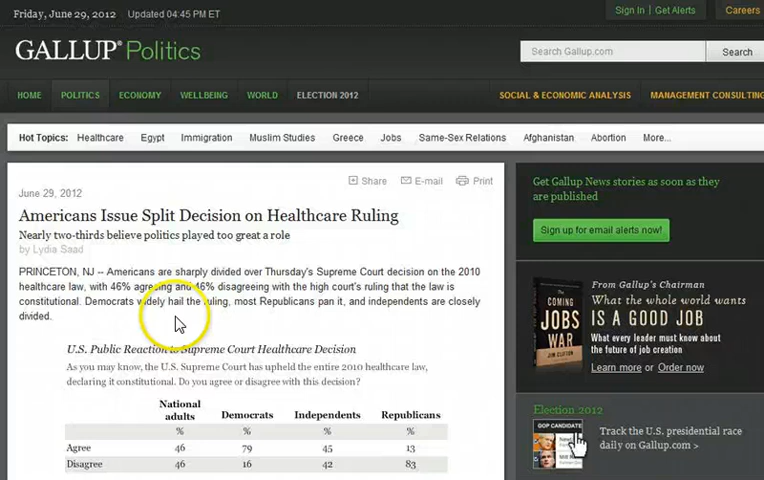 Friday, June 29, 2012 Updated 04:45 PM ET
Sign In | Get Alerts Careers
GALLUP® Politics
Search Gallup.com Search
HOME POLITICS ECONOMY WELLBEING WORLD ELECTION 2012 SOCIAL & ECONOMIC ANALYSIS MANAGEMENT CONSULTING
Hot Topics: Healthcare Egypt Immigration Muslim Studies Greece Jobs Same-Sex Relations Afghanistan Abortion More...
Share E-mail Print
June 29, 2012
Americans Issue Split Decision on Healthcare Ruling
Nearly two-thirds believe politics played too great a role
by Lydia Saad
PRINCETON, NJ -- Americans are sharply divided over Thursday's Supreme Court decision on the 2010
healthcare law, with 46% agreeing and 46% disagreeing with the high court's ruling that the law is
constitutional. Democrats widely hail the ruling, most Republicans pan it, and independents are closely
divided.
U.S. Public Reaction to Supreme Court Healthcare Decision
As you may know, the U.S. Supreme Court has upheld the entire 2010 healthcare law,
declaring it constitutional. Do you agree or disagree with this decision?
National
adults Democrats Independents Republicans
% % % %
Agree 46 79 45 13
Disagree 46 16 42 83
Get Gallup News stories as soon as they
are published
Sign up for email alerts now!
THE
COMING
JOBS
WAR
JIM CLIFTON
From Gallup's Chairman
What the whole world wants
IS A GOOD JOB
What every leader must know about
the future of job creation
Learn more or Order now
Election 2012
GOP CANDIDATE
Track the U.S. presidential race
daily on Gallup.com >